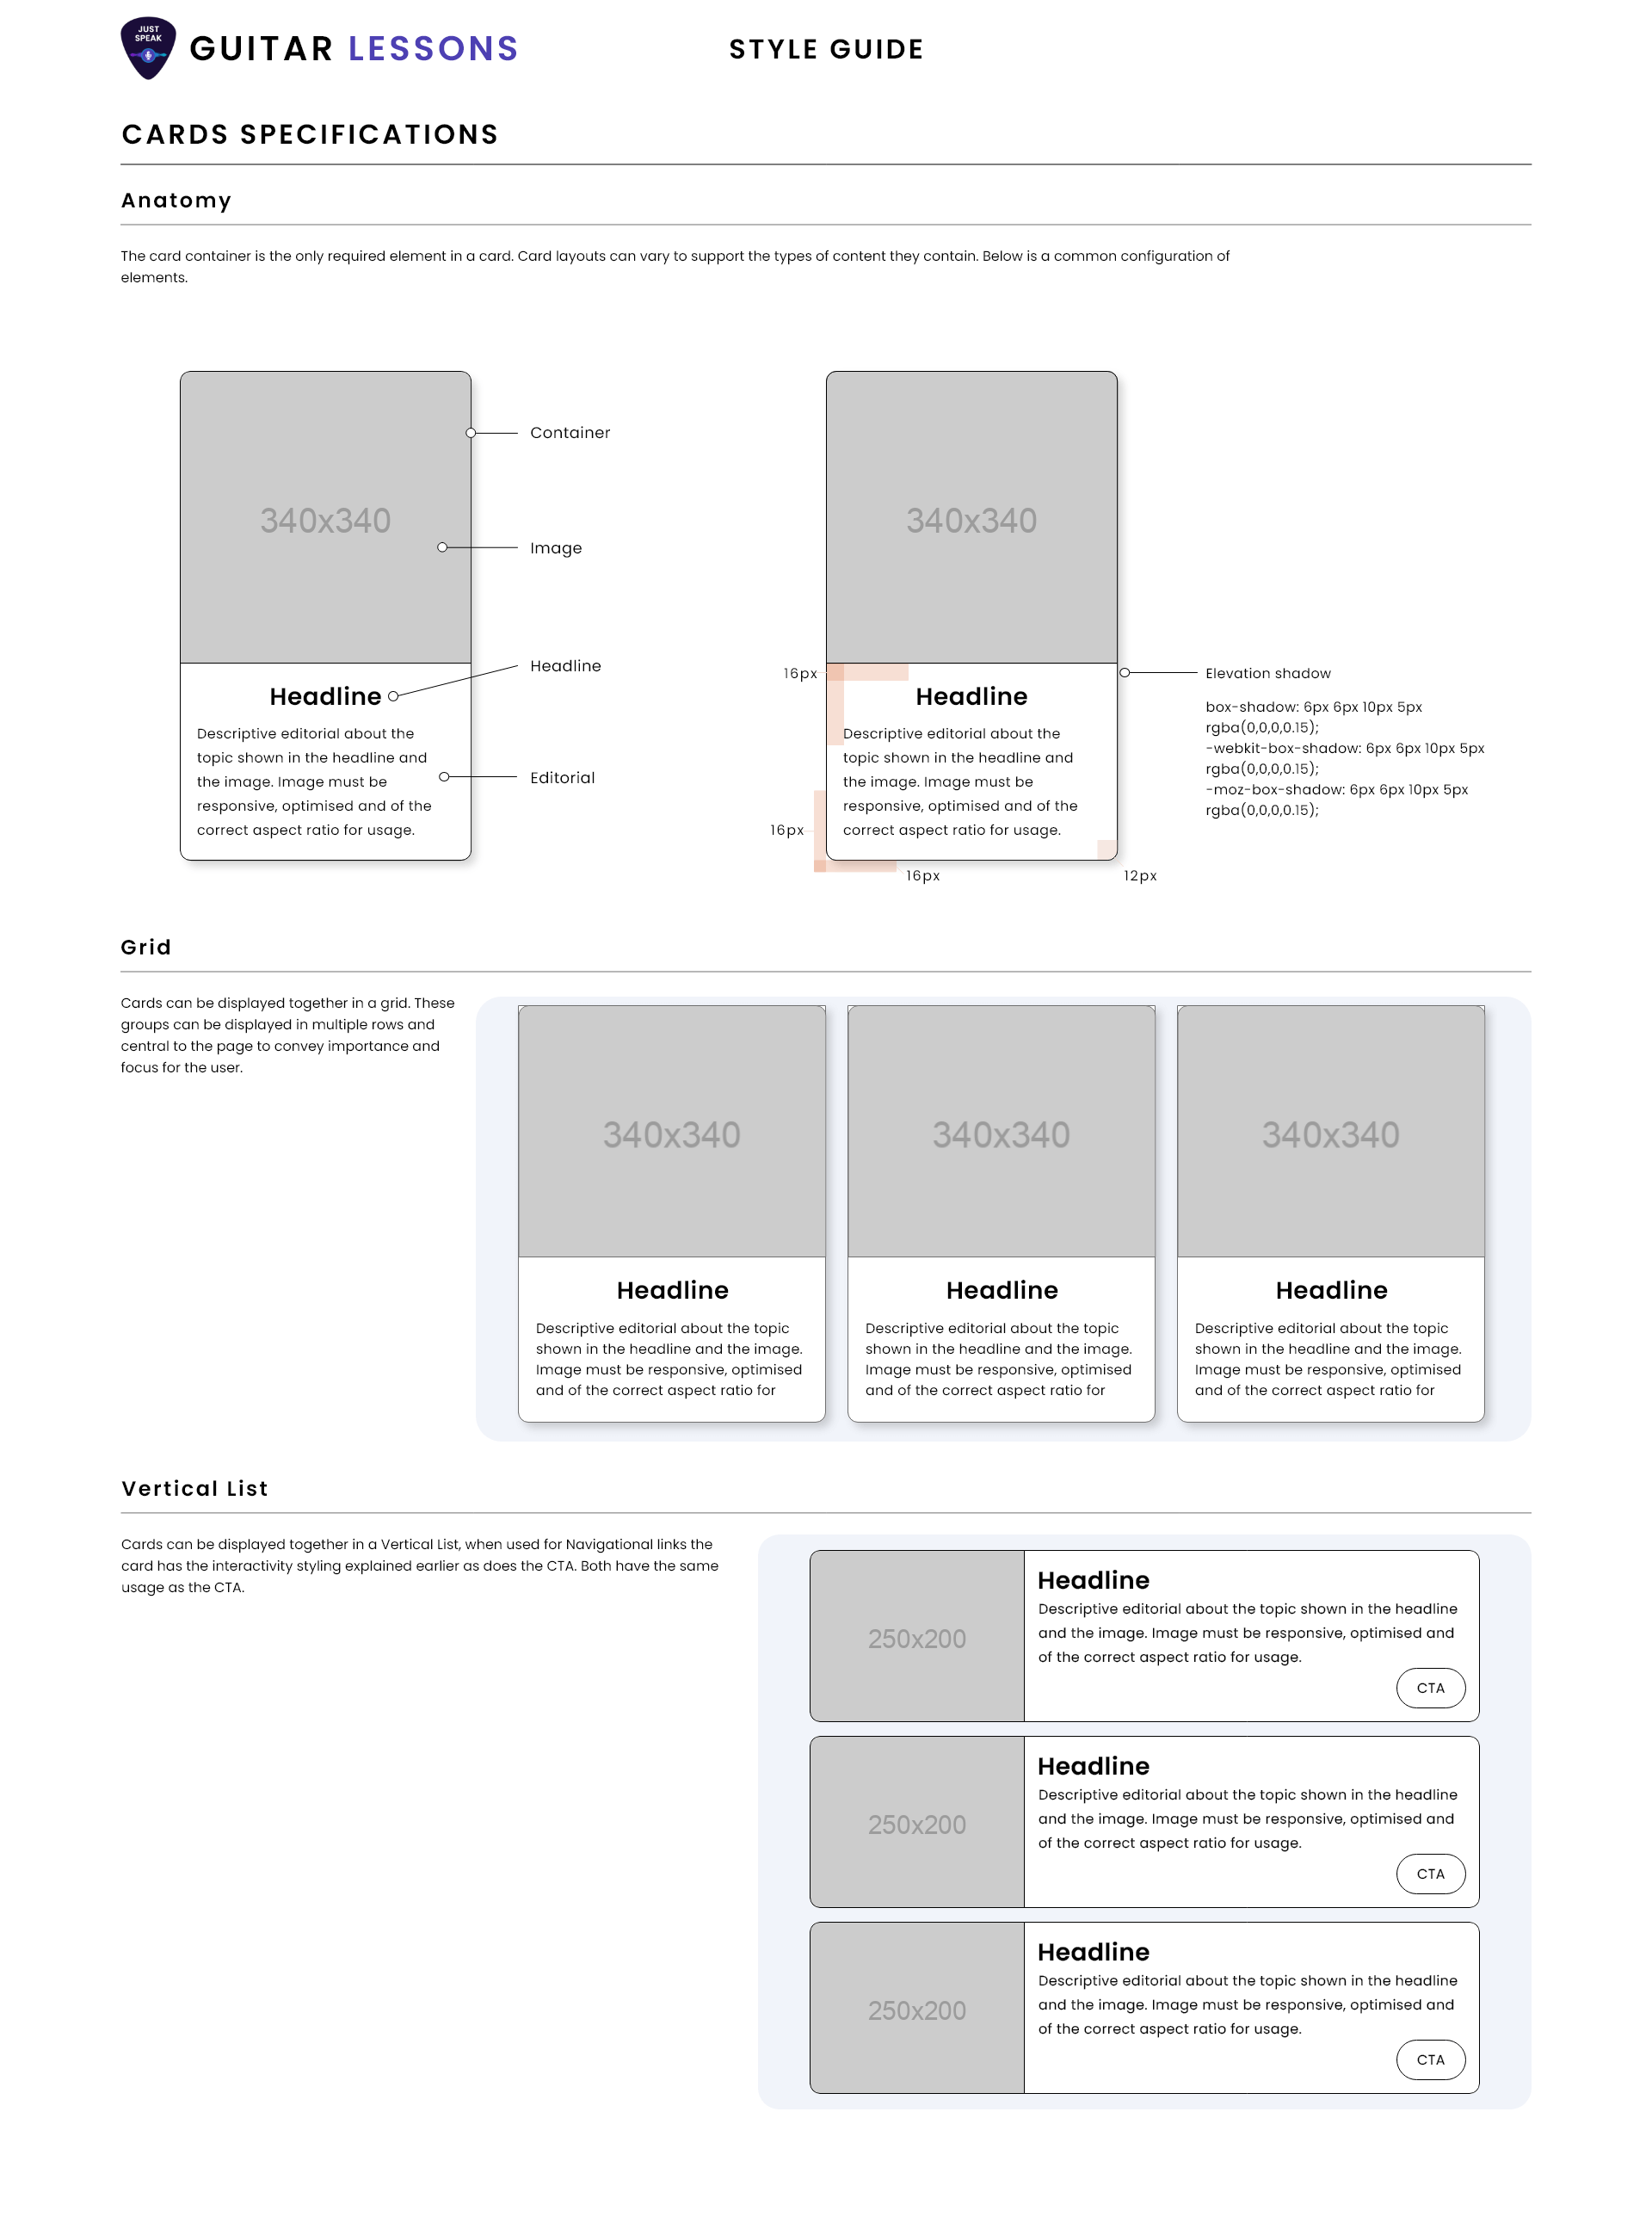 JUST
SPEAK
GUITAR LESSONS
STYLE GUIDE
CARDS SPECIFICATIONS
Anatomy
The card container is the only required element in a card. Card layouts can vary to support the types of content they contain. Below is a common configuration of
elements.
340x340
Container
Image
Headline
Headline
Descriptive editorial about the
topic shown in the headline and
the image. Image must be
responsive, optimised and of the
correct aspect ratio for usage.
Editorial
340x340
16px
Headline
Descriptive editorial about the
topic shown in the headline and
the image. Image must be
responsive, optimised and of the
correct aspect ratio for usage.
16px
16px
12px
Elevation shadow
box-shadow: 6px 6px 10px 5px
rgba(0,0,0,0.15);
-webkit-box-shadow: 6px 6px 10px 5px
rgba(0,0,0,0.15);
-moz-box-shadow: 6px 6px 10px 5px
rgba(0,0,0,0.15);
Grid
Cards can be displayed together in a grid. These
groups can be displayed in multiple rows and
central to the page to convey importance and
focus for the user.
340x340
Headline
Descriptive editorial about the topic
shown in the headline and the image.
Image must be responsive, optimised
and of the correct aspect ratio for
340x340
Headline
Descriptive editorial about the topic
shown in the headline and the image.
Image must be responsive, optimised
and of the correct aspect ratio for
340x340
Headline
Descriptive editorial about the topic
shown in the headline and the image.
Image must be responsive, optimised
and of the correct aspect ratio for
Vertical List
Cards can be displayed together in a Vertical List, when used for Navigational links the
card has the interactivity styling explained earlier as does the CTA. Both have the same
usage as the CTA.
250x200
Headline
Descriptive editorial about the topic shown in the headline
and the image. Image must be responsive, optimised and
of the correct aspect ratio for usage.
CTA
250x200
Headline
Descriptive editorial about the topic shown in the headline
and the image. Image must be responsive, optimised and
of the correct aspect ratio for usage.
CTA
250x200
Headline
Descriptive editorial about the topic shown in the headline
and the image. Image must be responsive, optimised and
of the correct aspect ratio for usage.
CTA